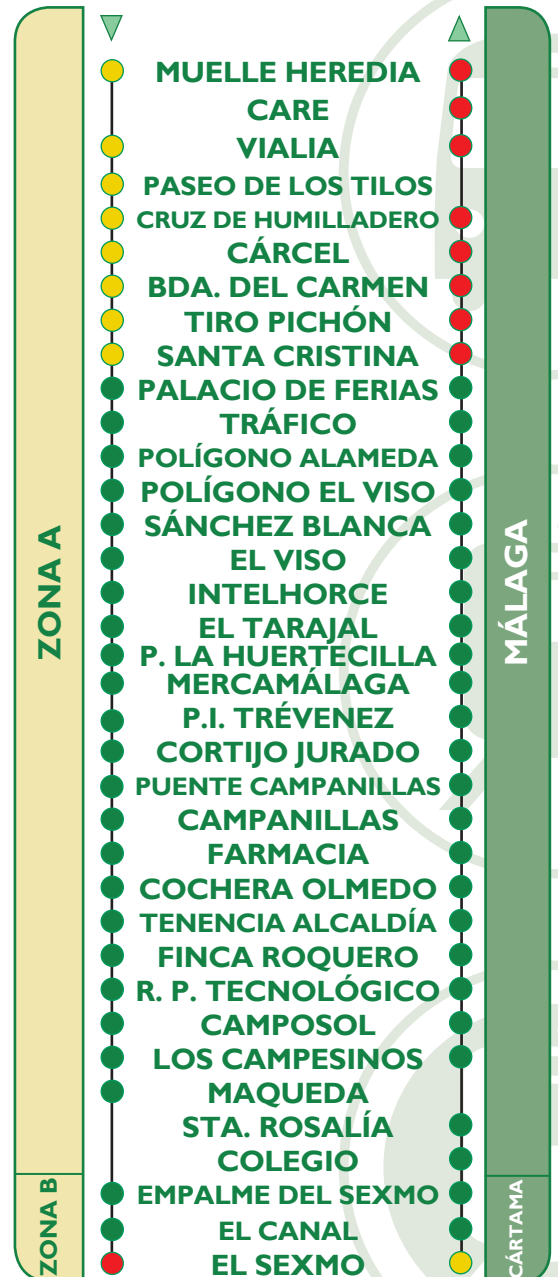 MUELLE HEREDIA
CARE
VIALIA
PASEO DE LOS TILOS
CRUZ DE HUMILLADERO
CÁRCEL
BDA. DEL CARMEN
TIRO PICHÓN
SANTA CRISTINA
PALACIO DE FERIAS
TRÁFICO
POLÍGONO ALAMEDA
POLÍGONO EL VISO
SÁNCHEZ BLANCA
EL VISO
INTELHORCE
EL TARAJAL
P. LA HUERTECILLA
MERCAMÁLAGA
P.I. TRÉVENEZ
CORTIJO JURADO
PUENTE CAMPANILLAS
CAMPANILLAS
FARMACIA
COCHERA OLMEDO
TENENCIA ALCALDÍA
FINCA ROQUERO
R. P. TECNOLÓGICO
CAMPOSOL
LOS CAMPESINOS
MAQUEDA
STA. ROSALÍA
COLEGIO
EMPALME DEL SEXMO
EL CANAL
EL SEXMO
ZONA A
ZONA B
MÁLAGA
CÁRTAMA